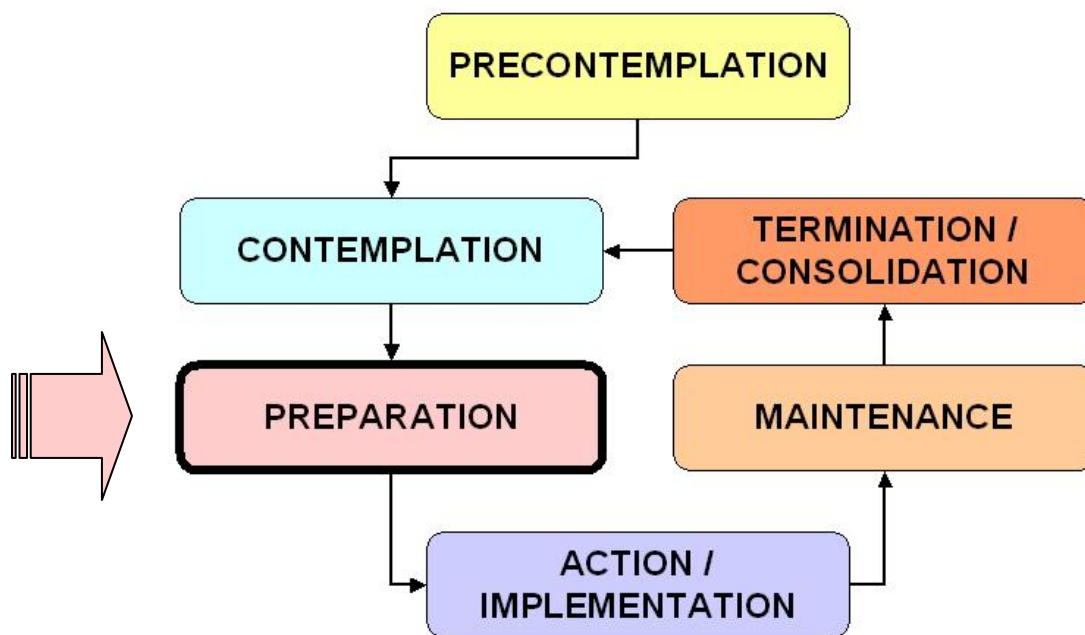 PRECONTEMPLATION
CONTEMPLATION
TERMINATION /
CONSOLIDATION
PREPARATION
MAINTENANCE
ACTION /
IMPLEMENTATION